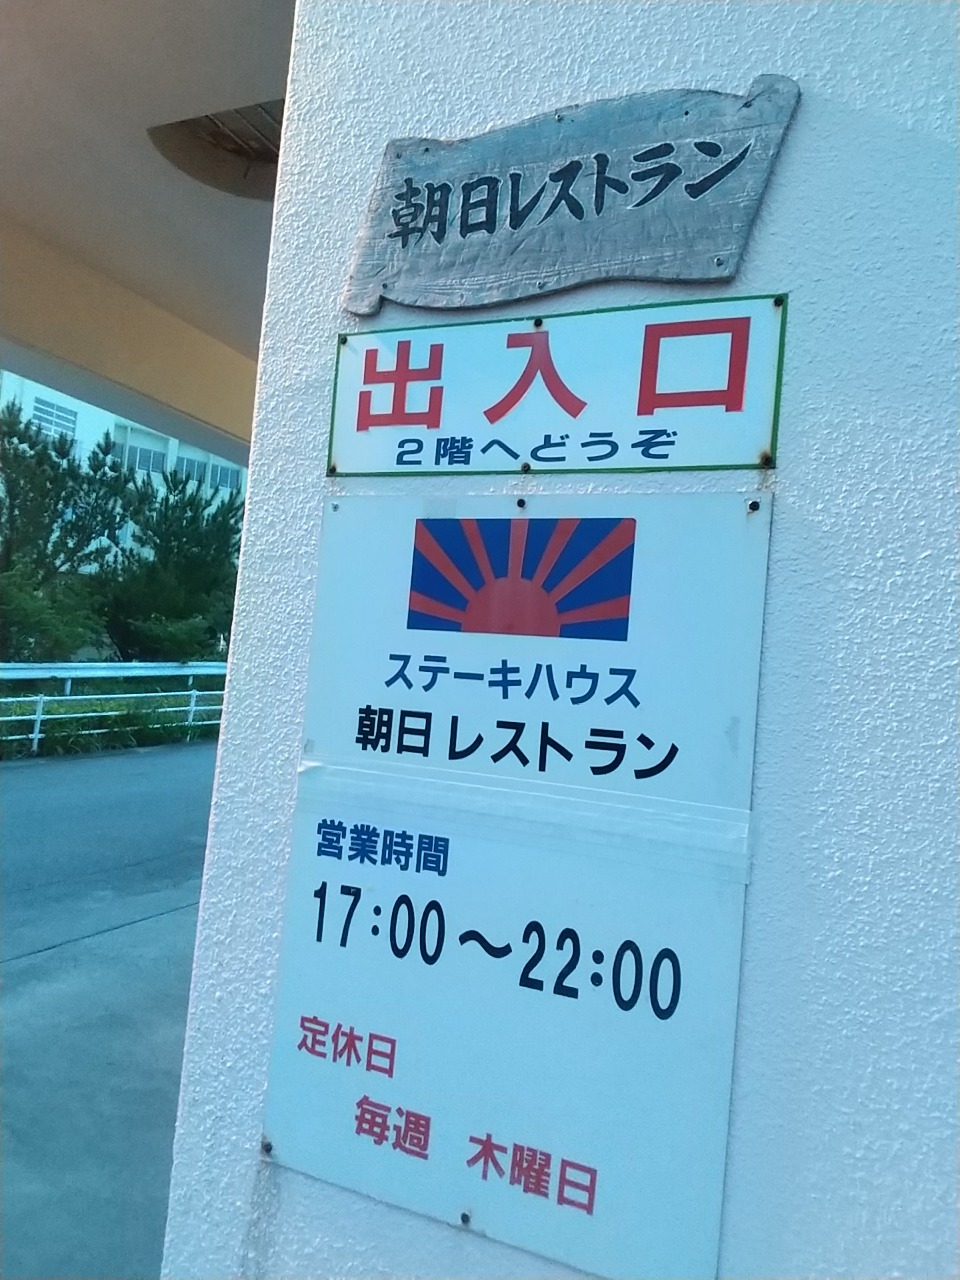 朝日レストラン
出入口
2階へどうぞ
ステーキハウス
朝日レストラン
営業時間
17:00～22:00
定休日
毎週 木曜日